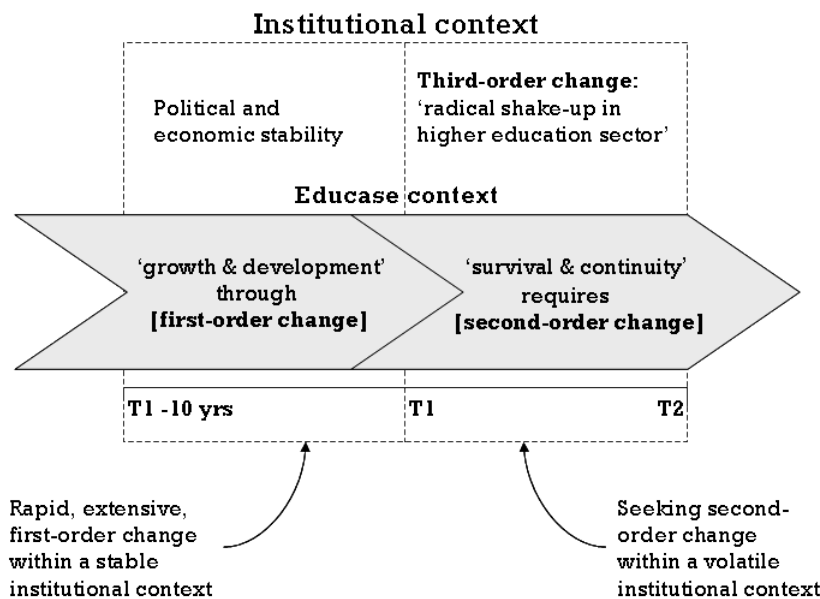 Institutional context
Political and
economic stability
Third-order change:
‘radical shake-up in
higher education sector’
Educase context
‘growth & development’
through
[first-order change]
‘survival & continuity’
requires
[second-order change]
T1 -10 yrs
T1
T2
Rapid, extensive,
first-order change
within a stable
institutional context
Seeking second-
order change
within a volatile
institutional context